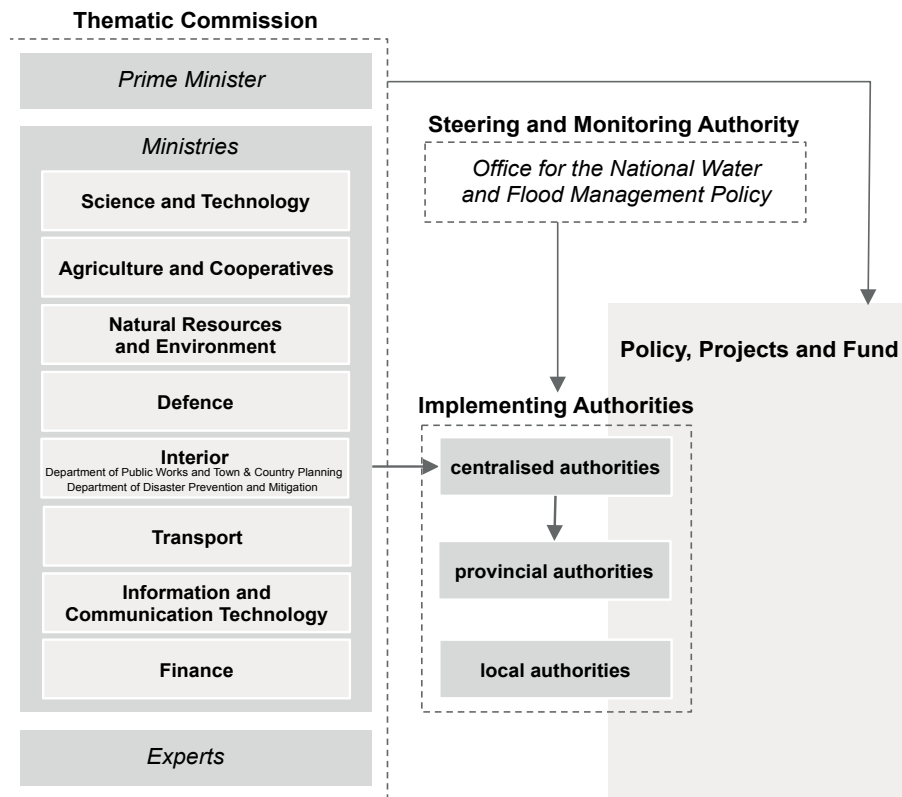 Thematic Commission
Prime Minister
Ministries
Science and Technology
Agriculture and Cooperatives
Natural Resources
and Environment
Defence
Interior
Department of Public Works and Town & Country Planning
Department of Disaster Prevention and Mitigation
Transport
Information and
Communication Technology
Finance
Experts
Steering and Monitoring Authority
Office for the National Water
and Flood Management Policy
Implementing Authorities
centralised authorities
provincial authorities
local authorities
Policy, Projects and Fund